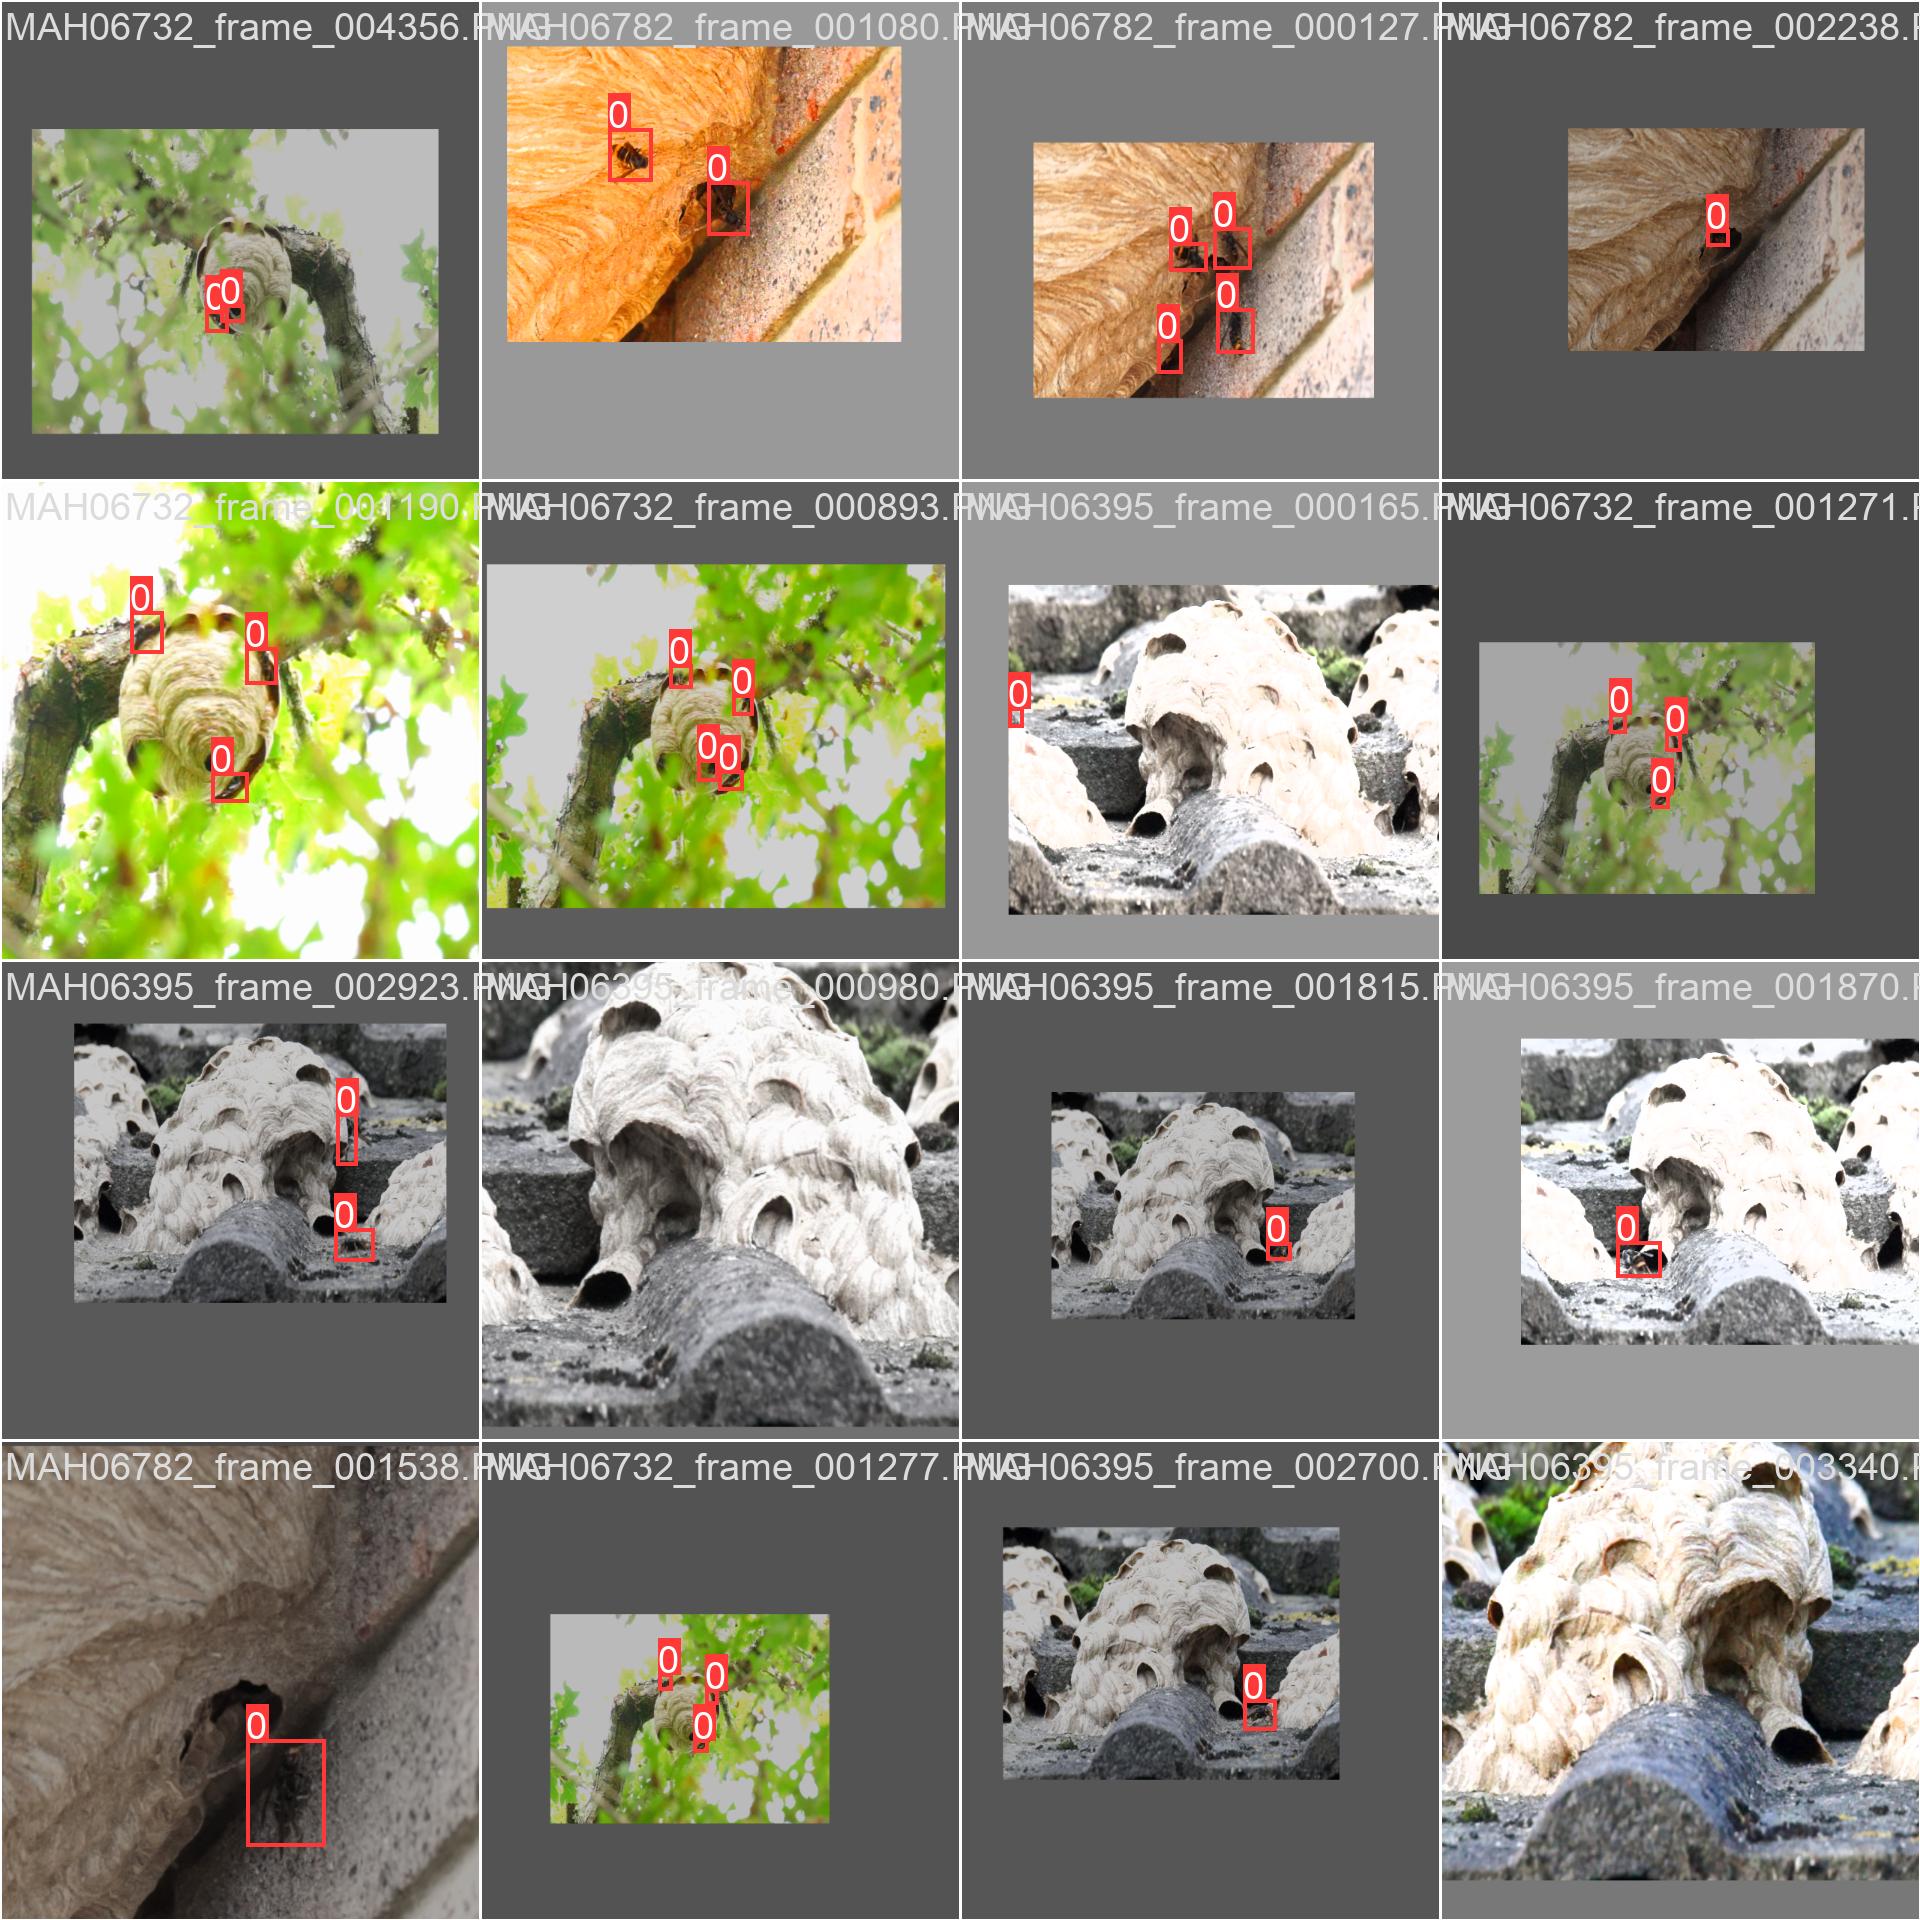 MAH06732_frame_004356.PNG
MAH06782_frame_001080.PNG
MAH06782_frame_000127.PNG
MAH06782_frame_002238.P
0
0
0
0
0
0
0
0
0
MAH06732_frame_001190.PNG
MAH06732_frame_000893.PNG
MAH06395_frame_000165.PNG
MAH06732_frame_001271.P
0
0
0
0
0
0
0
0
0
0
0
MAH06395_frame_002923.PNG
MAH06395_frame_000980.PNG
MAH06395_frame_001815.PNG
MAH06395_frame_001870.P
0
0
0
0
MAH06782_frame_001538.PNG
MAH06732_frame_001277.PNG
MAH06395_frame_002700.PNG
MAH06395_frame_003340.P
0
0
0
0
0